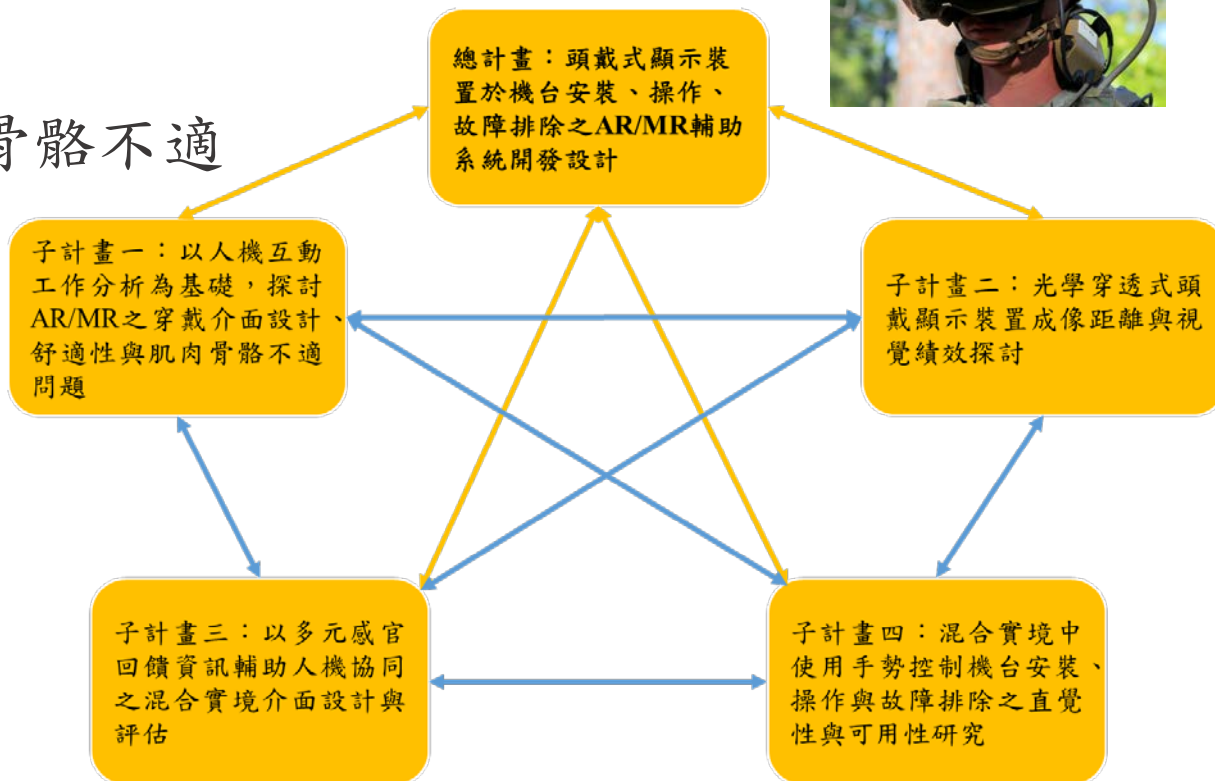 總計畫：頭戴式顯示裝
置於機台安裝、操作、
故障排除之AR/MR輔助
系統開發設計
骨骼不適
子計畫一：以人機互動
工作分析為基礎，探討
AR/MR之穿戴介面設計、
舒適性與肌肉骨骼不適
問題
子計畫二：光學穿透式頭
戴顯示裝置成像距離與視
覺績效探討
子計畫三：以多元感官
回饋資訊輔助人機協同
之混合實境介面設計與
評估
子計畫四：混合實境中
使用手勢控制機台安裝、
操作與故障排除之直覺
性與可用性研究